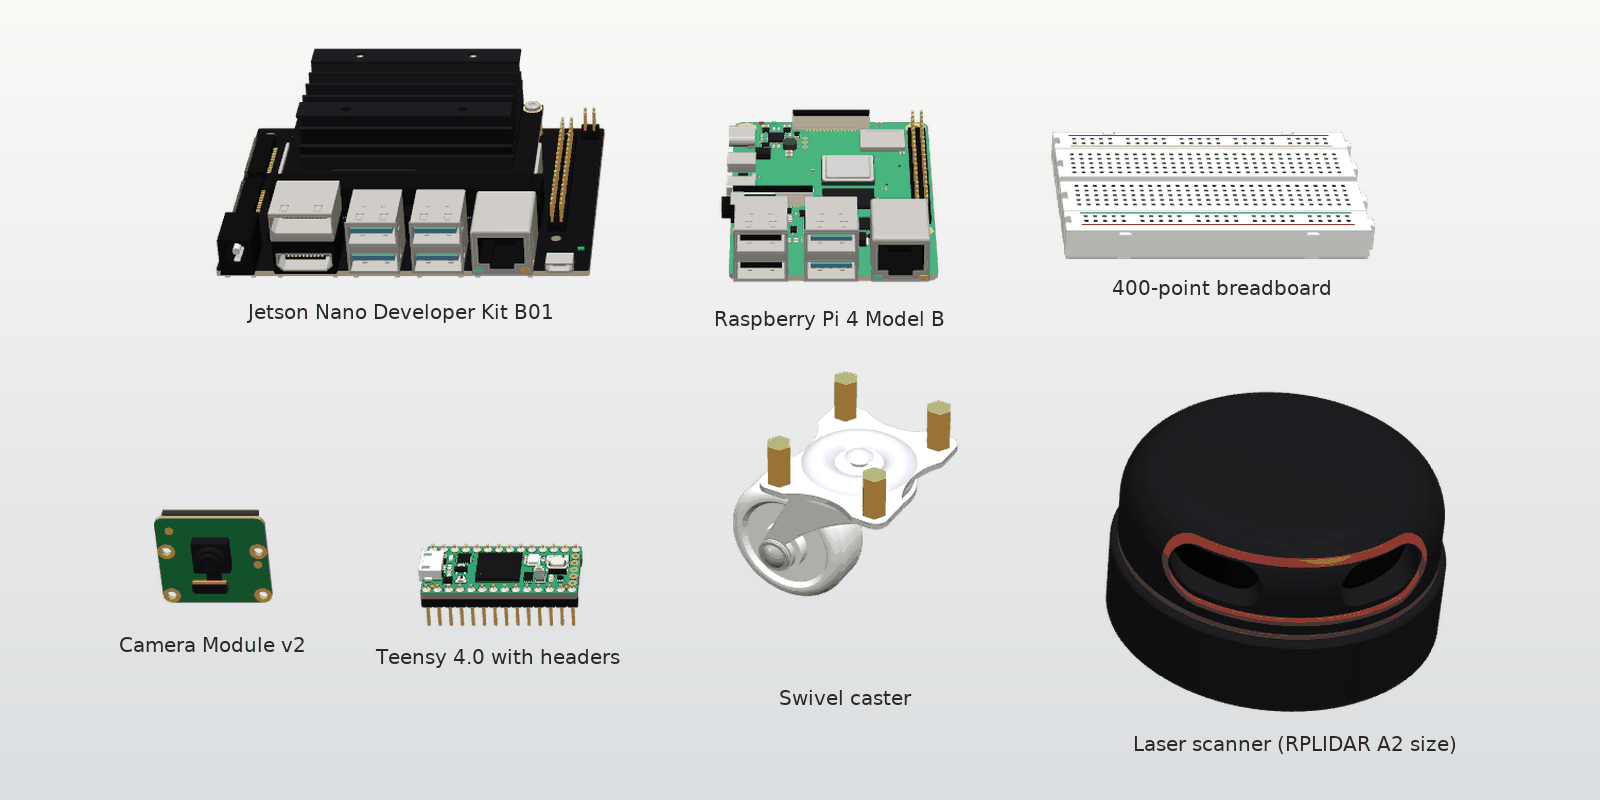 Jetson Nano Developer Kit B01
Raspberry Pi 4 Model B
400-point breadboard
Camera Module v2
Teensy 4.0 with headers
Swivel caster
Laser scanner (RPLIDAR A2 size)